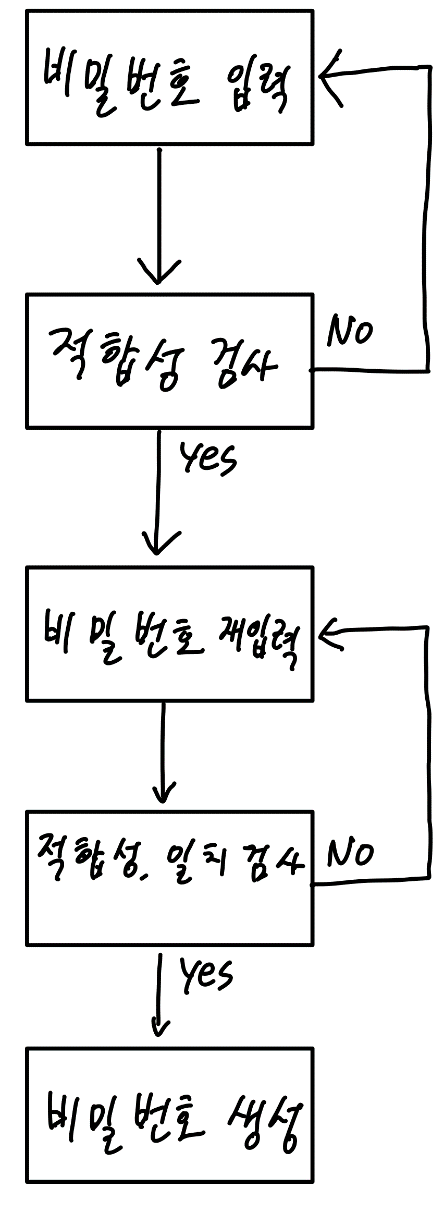 비밀번호 입력
적합성 검사
No
yes
비밀번호 재입력
적합성, 일치 검사
No
yes
비밀번호 생성